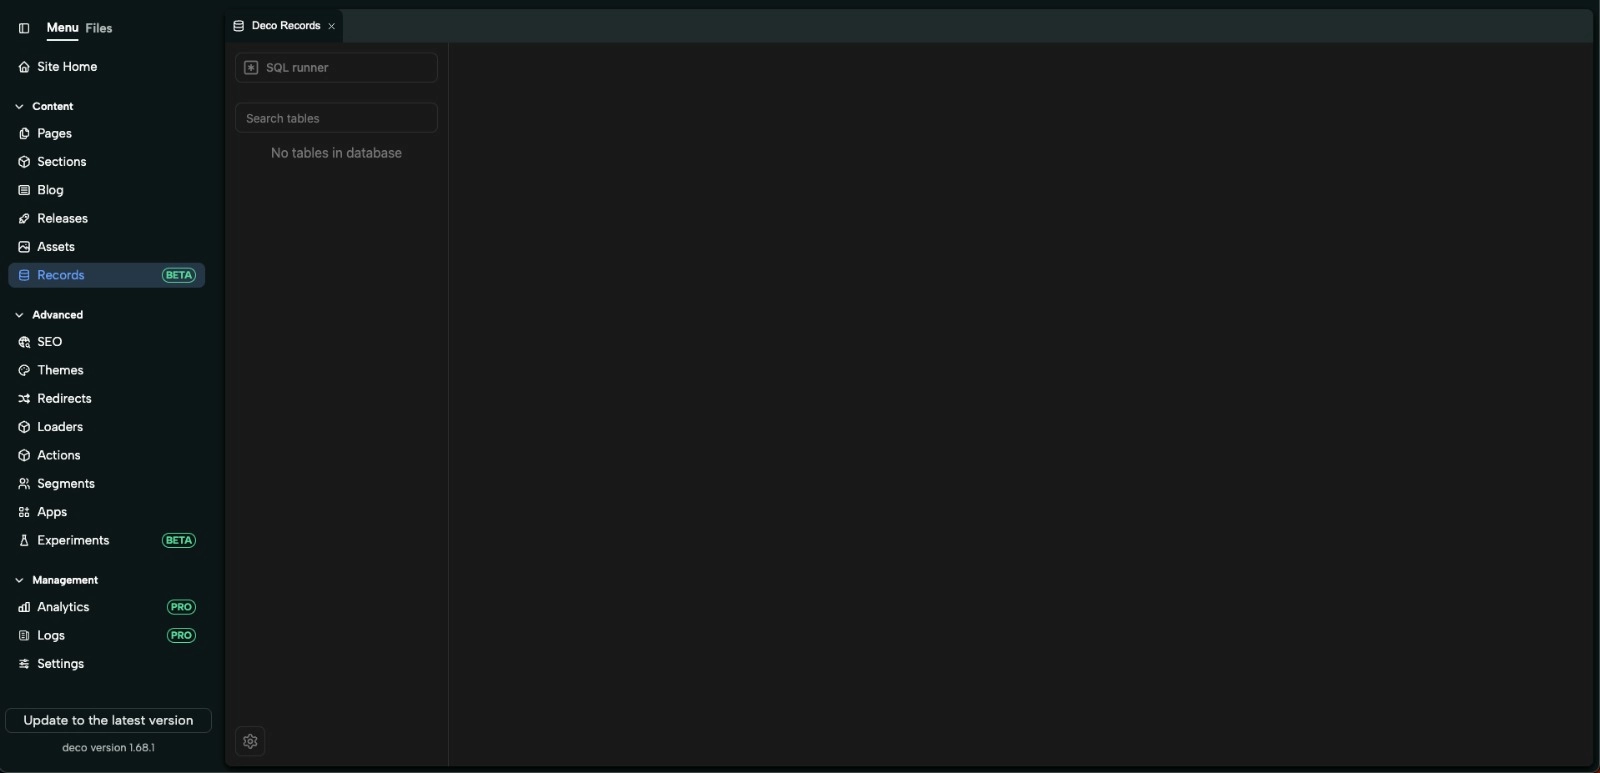 Menu Files
Site Home
Content
Pages
Sections
Blog
Releases
Assets
Records BETA
Advanced
SEO
Themes
Redirects
Loaders
Actions
Segments
Apps
Experiments BETA
Management
Analytics PRO
Logs PRO
Settings
Update to the latest version
deco version 1.68.1
Deco Records
SQL runner
Search tables
No tables in database